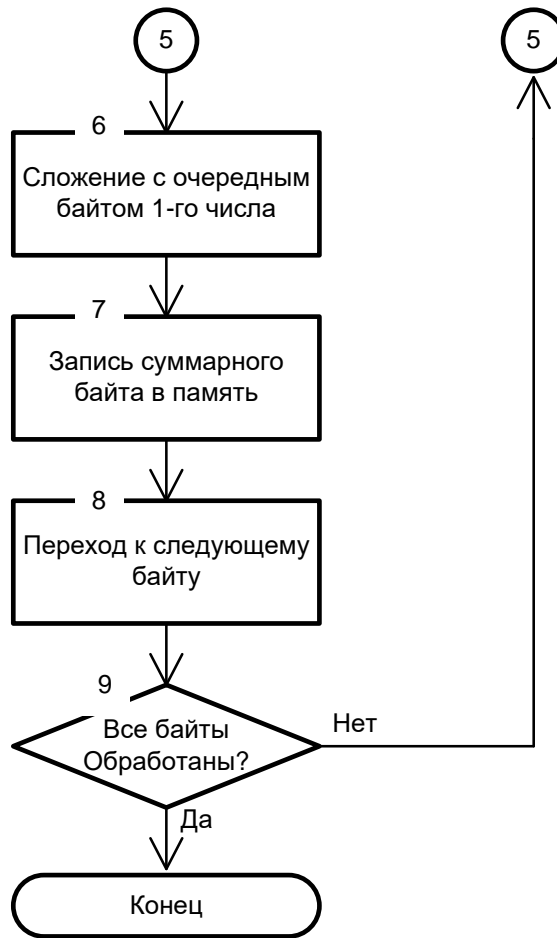 5
5
6
Сложение с очередным
байтом 1-го числа
7
Запись суммарного
байта в память
8
Переход к следующему
байту
9
Все байты
Обработаны?
Нет
Да
Конец